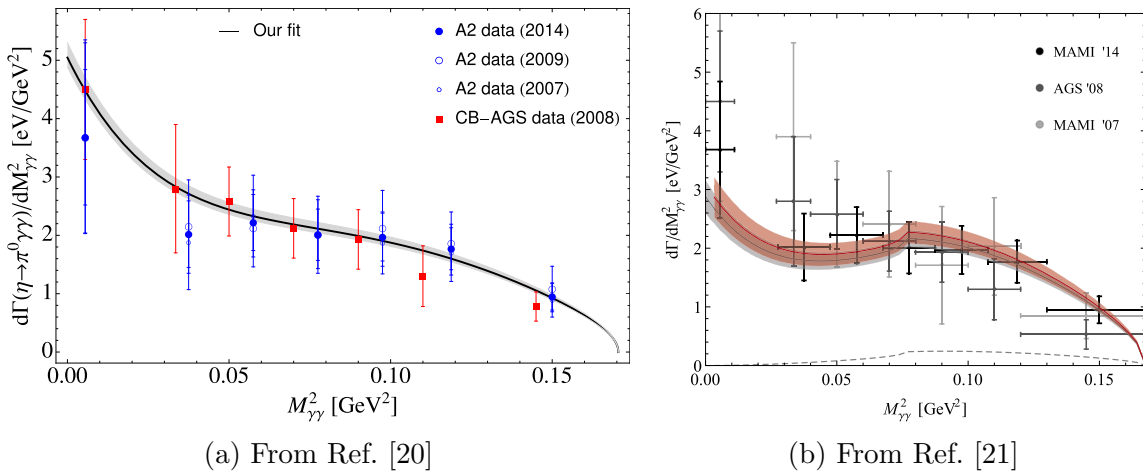 Our fit
A2 data (2014)
A2 data (2009)
A2 data (2007)
CB−AGS data (2008)
dΓ(η→π⁰γγ)/dM²γγ [eV/GeV²]
5
4
3
2
1
0
0.00 0.05 0.10 0.15
M²γγ [GeV²]
(a) From Ref. [20]
MAMI '14
AGS '08
MAMI '07
dΓ/dM²γγ [eV/GeV²]
6
5
4
3
2
1
0
0.00 0.05 0.10 0.15
M²γγ [GeV²]
(b) From Ref. [21]